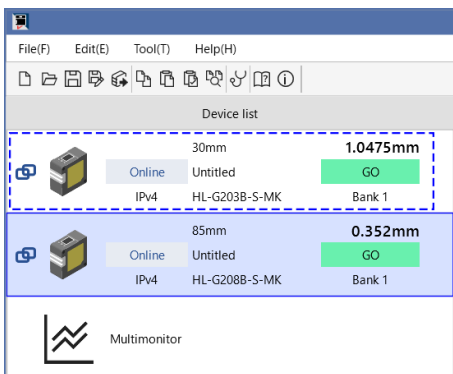 File(F) Edit(E) Tool(T) Help(H)
Device list
30mm 1.0475mm
Online Untitled GO
IPv4 HL-G203B-S-MK Bank 1
85mm 0.352mm
Online Untitled GO
IPv4 HL-G208B-S-MK Bank 1
Multimonitor